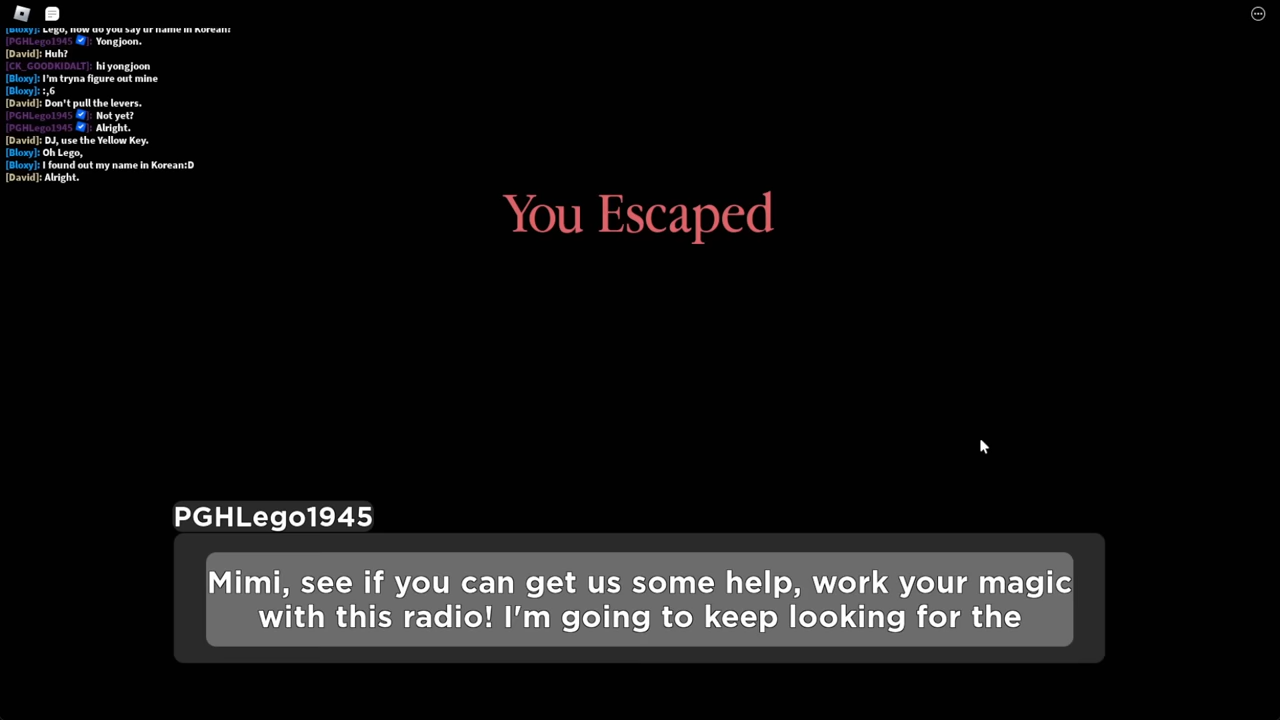 [Bloxy]: Lego, how do you say ur name in Korean?
[PGHLego1945 ]: Yongjoon.
[David]: Huh?
[CK_GOODKIDALT]: hi yongjoon
[Bloxy]: I'm tryna figure out mine
[Bloxy]: :,6
[David]: Don't pull the levers.
[PGHLego1945 ]: Not yet?
[PGHLego1945 ]: Alright.
[David]: DJ, use the Yellow Key.
[Bloxy]: Oh Lego,
[Bloxy]: I found out my name in Korean:D
[David]: Alright.
You Escaped
PGHLego1945
Mimi, see if you can get us some help, work your magic
with this radio! I'm going to keep looking for the